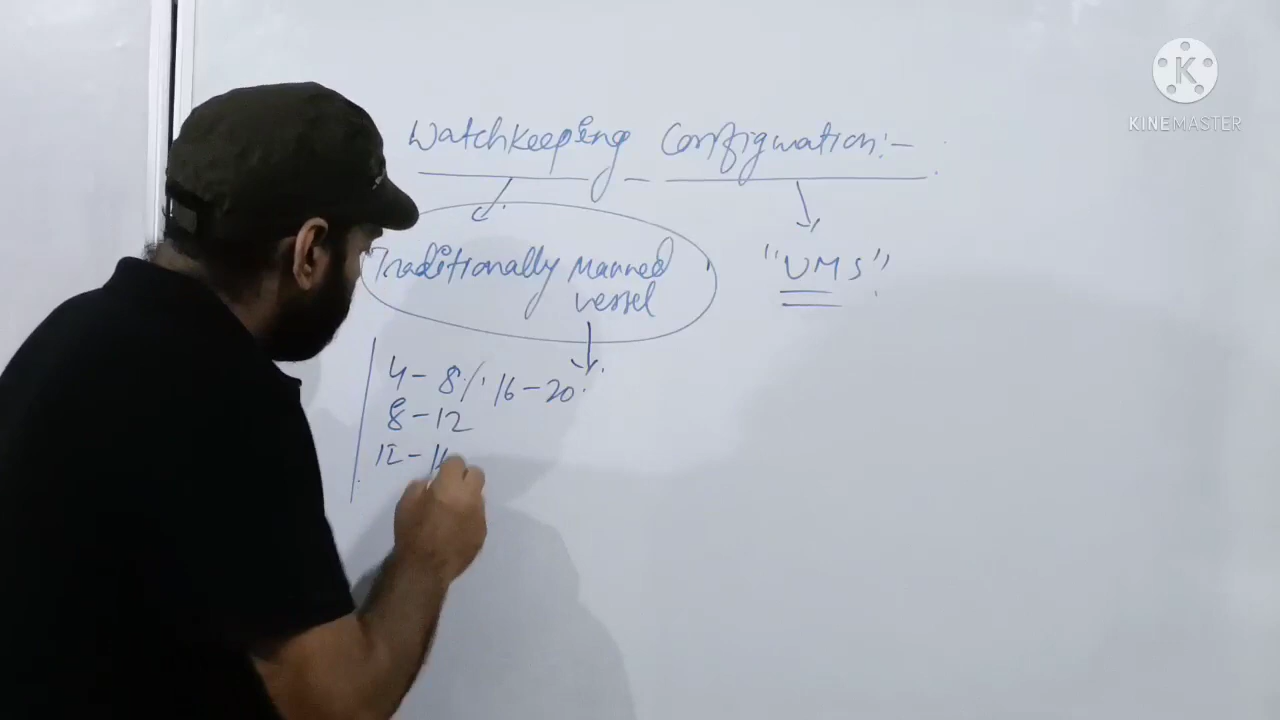 Watchkeeping Configuration:-
Traditionally Manned
vessel
"UMS"
4-8/16-20
8-12
12-
K
KINEMASTER